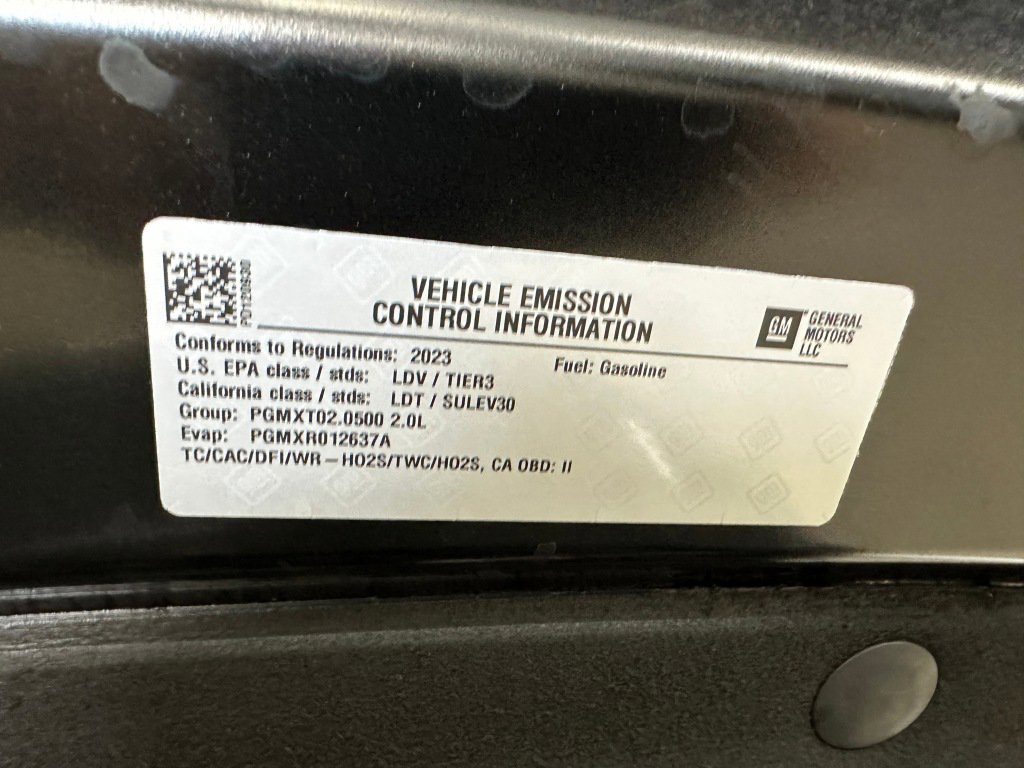 PD1209930
VEHICLE EMISSION
CONTROL INFORMATION
GM GENERAL
MOTORS
LLC
Conforms to Regulations: 2023 Fuel: Gasoline
U.S. EPA class / stds: LDV / TIER3
California class / stds: LDT / SULEV30
Group: PGMXT02.0500 2.0L
Evap: PGMXR012637A
TC/CAC/DFI/WR – HO2S/TWC/HO2S, CA OBD: II